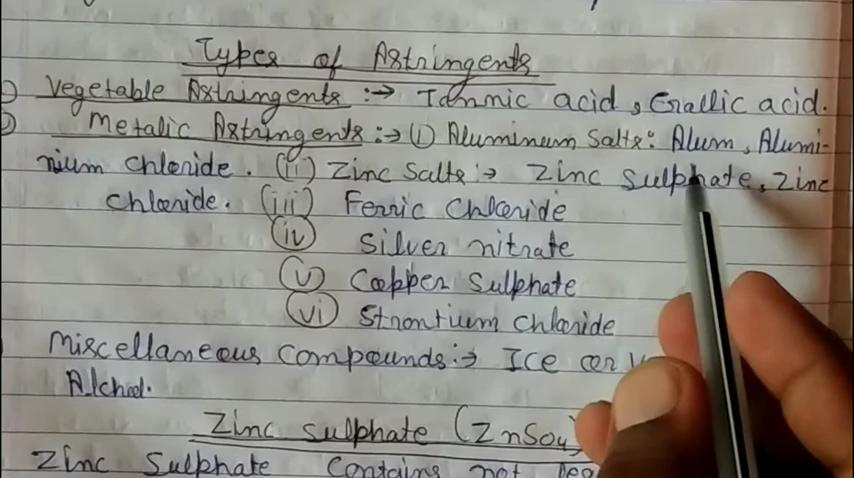 Types of Astringents
Vegetable Astringents :→ Tannic acid, Gallic acid.
Metalic Astringents :→ (i) Aluminum Salts: Alum, Alumi-
nium chloride. (ii) Zinc Salts :→ Zinc Sulphate, Zinc
chloride. (iii) Ferric Chloride
(iv) Silver nitrate
(v) Copper Sulphate
(vi) Strontium chloride
Miscellaneous Compounds :→ Ice or
Alchol.
Zinc Sulphate (ZnSO4
Zinc Sulphate Contains not